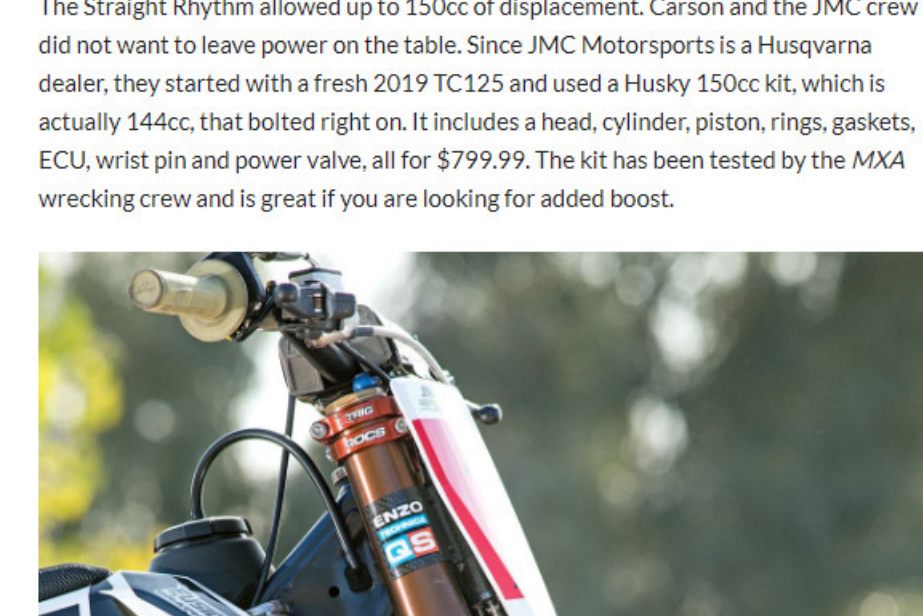 The Straight Rhythm allowed up to 150cc of displacement. Carson and the JMC crew
did not want to leave power on the table. Since JMC Motorsports is a Husqvarna
dealer, they started with a fresh 2019 TC125 and used a Husky 150cc kit, which is
actually 144cc, that bolted right on. It includes a head, cylinder, piston, rings, gaskets,
ECU, wrist pin and power valve, all for $799.99. The kit has been tested by the MXA
wrecking crew and is great if you are looking for added boost.
TRIG
ROCS
ENZO
TECHNICA
QS